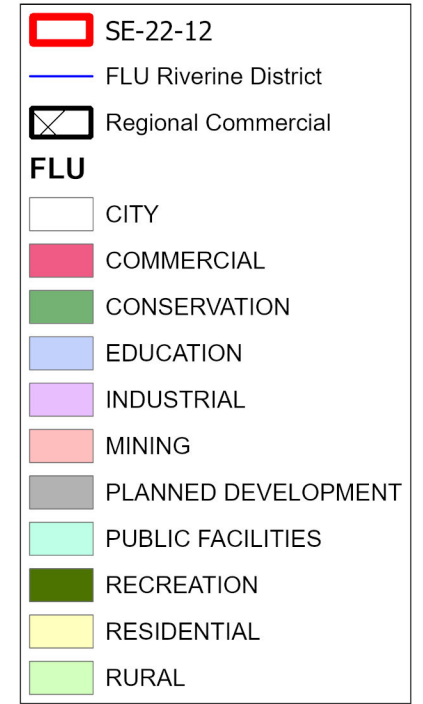 SE-22-12
FLU Riverine District
Regional Commercial
FLU
CITY
COMMERCIAL
CONSERVATION
EDUCATION
INDUSTRIAL
MINING
PLANNED DEVELOPMENT
PUBLIC FACILITIES
RECREATION
RESIDENTIAL
RURAL